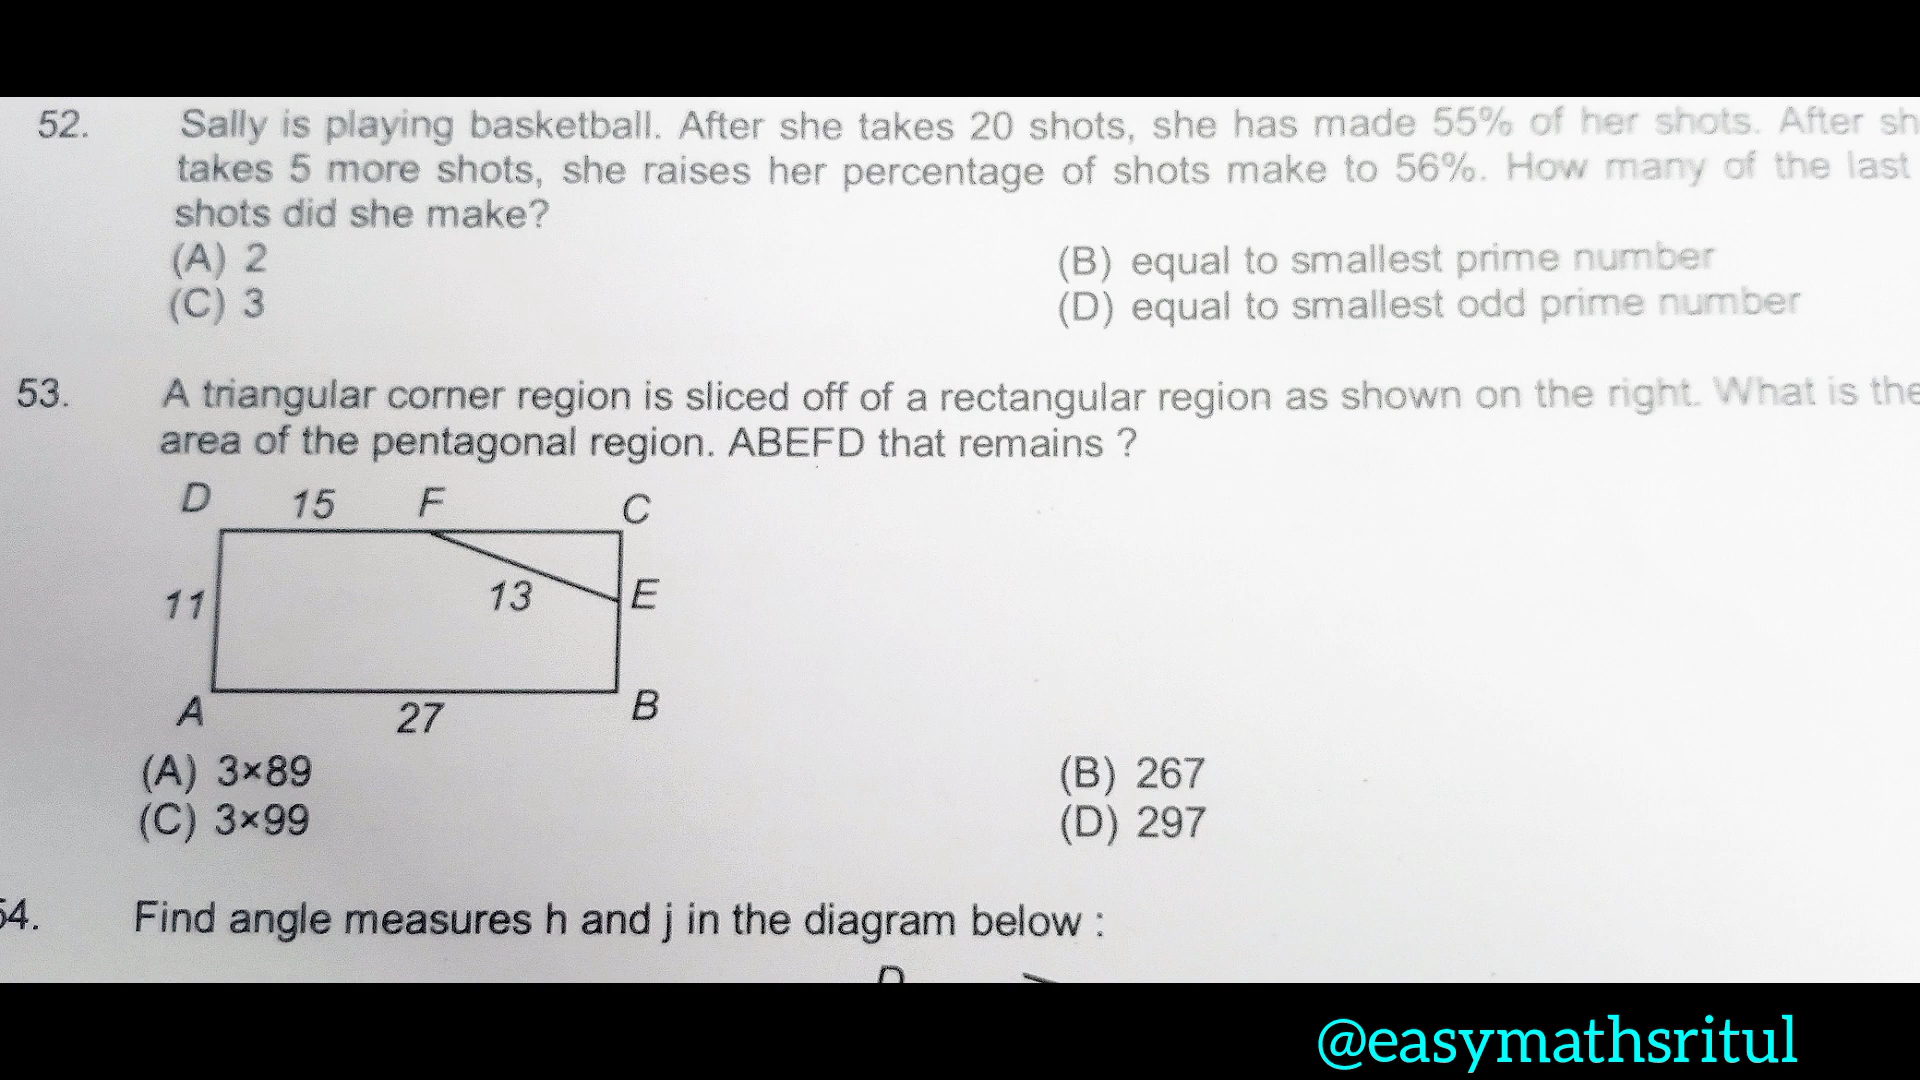 52. Sally is playing basketball. After she takes 20 shots, she has made 55% of her shots. After sh
takes 5 more shots, she raises her percentage of shots make to 56%. How many of the last
shots did she make?
(A) 2 (B) equal to smallest prime number
(C) 3 (D) equal to smallest odd prime number
53. A triangular corner region is sliced off of a rectangular region as shown on the right. What is the
area of the pentagonal region. ABEFD that remains ?
D 15 F C
11 13 E
A 27 B
(A) 3×89 (B) 267
(C) 3×99 (D) 297
54. Find angle measures h and j in the diagram below :
D
@easymathsritul